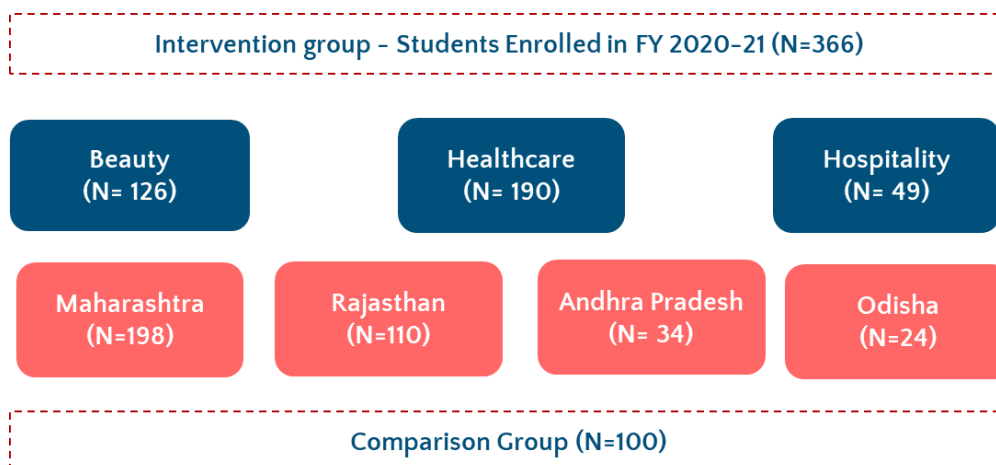 Intervention group – Students Enrolled in FY 2020-21 (N=366)
Beauty
(N= 126)
Healthcare
(N= 190)
Hospitality
(N= 49)
Maharashtra
(N=198)
Rajasthan
(N=110)
Andhra Pradesh
(N= 34)
Odisha
(N=24)
Comparison Group (N=100)